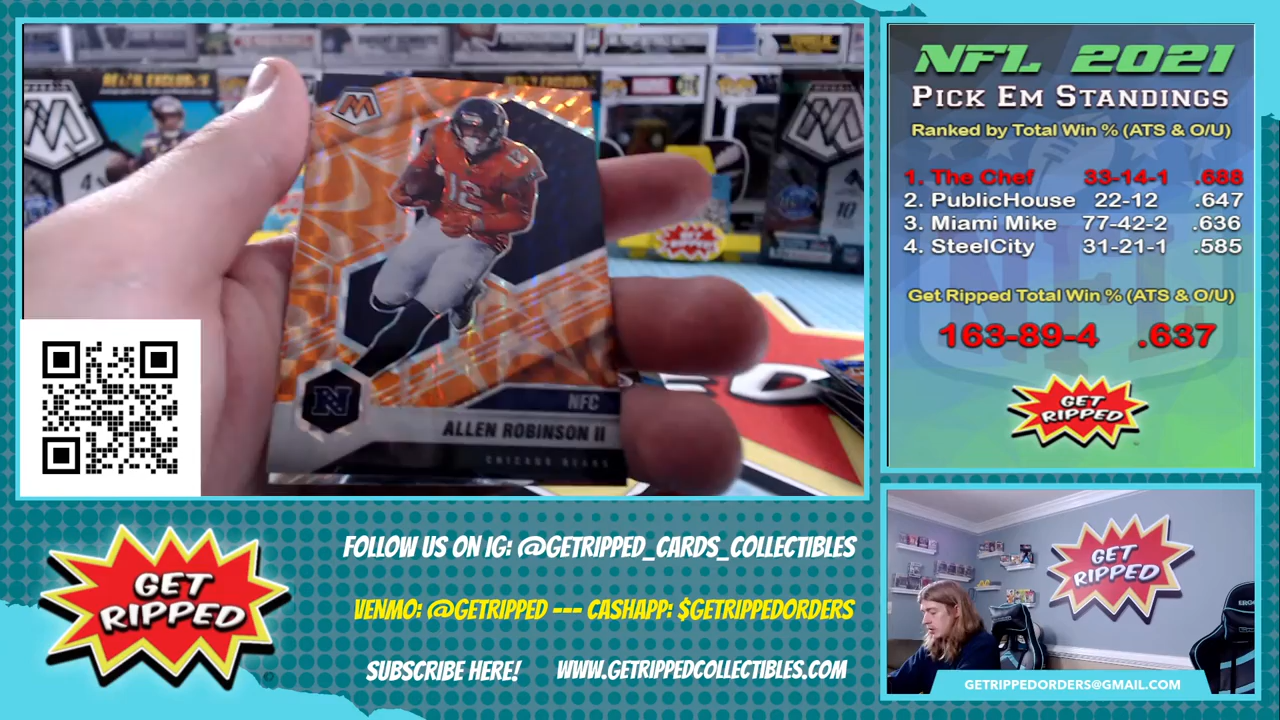 NFC
ALLEN ROBINSON II
CHICAGO BEARS
12
N
M
GET
RIPPED
GET
RIPPED
FOLLOW US ON IG: @GETRIPPED_CARDS_COLLECTIBLES
VENMO: @GETRIPPED --- CASHAPP: $GETRIPPEDORDERS
SUBSCRIBE HERE! WWW.GETRIPPEDCOLLECTIBLES.COM
NFL 2021
PICK EM STANDINGS
Ranked by Total Win % (ATS & O/U)
1. The Chef 33-14-1 .688
2. PublicHouse 22-12 .647
3. Miami Mike 77-42-2 .636
4. SteelCity 31-21-1 .585
Get Ripped Total Win % (ATS & O/U)
163-89-4 .637
GET
RIPPED
GET
RIPPED
GETRIPPEDORDERS@GMAIL.COM